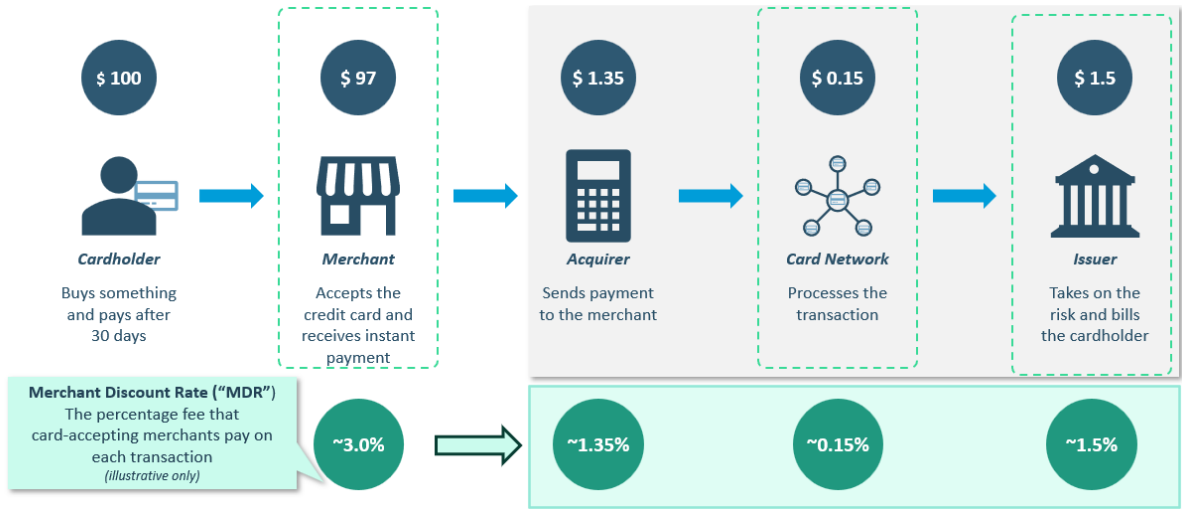 $ 100
$ 97
$ 1.35
$ 0.15
$ 1.5
Cardholder
Merchant
Acquirer
Card Network
Issuer
Buys something
and pays after
30 days
Accepts the
credit card and
receives instant
payment
Sends payment
to the merchant
Processes the
transaction
Takes on the
risk and bills
the cardholder
Merchant Discount Rate (“MDR”)
The percentage fee that
card-accepting merchants pay on
each transaction
(illustrative only)
~3.0%
~1.35%
~0.15%
~1.5%